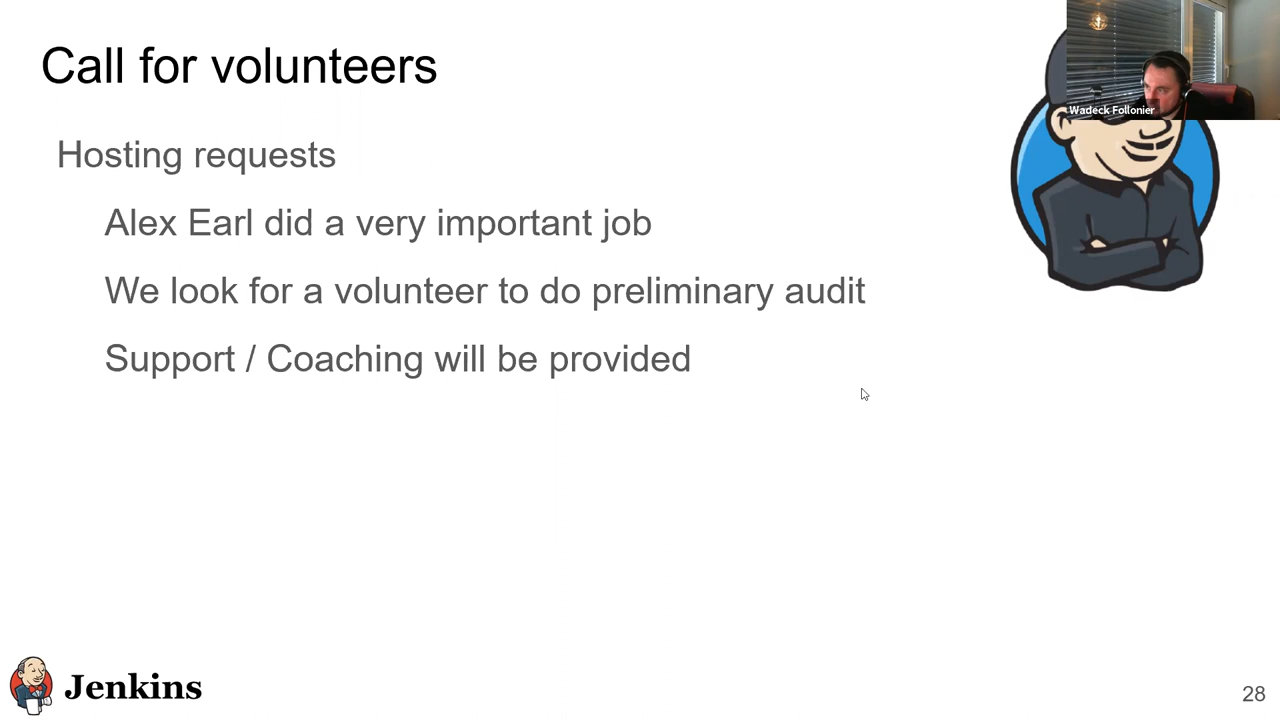 Call for volunteers
Wadeck Follonier
Hosting requests
Alex Earl did a very important job
We look for a volunteer to do preliminary audit
Support / Coaching will be provided
Jenkins
28